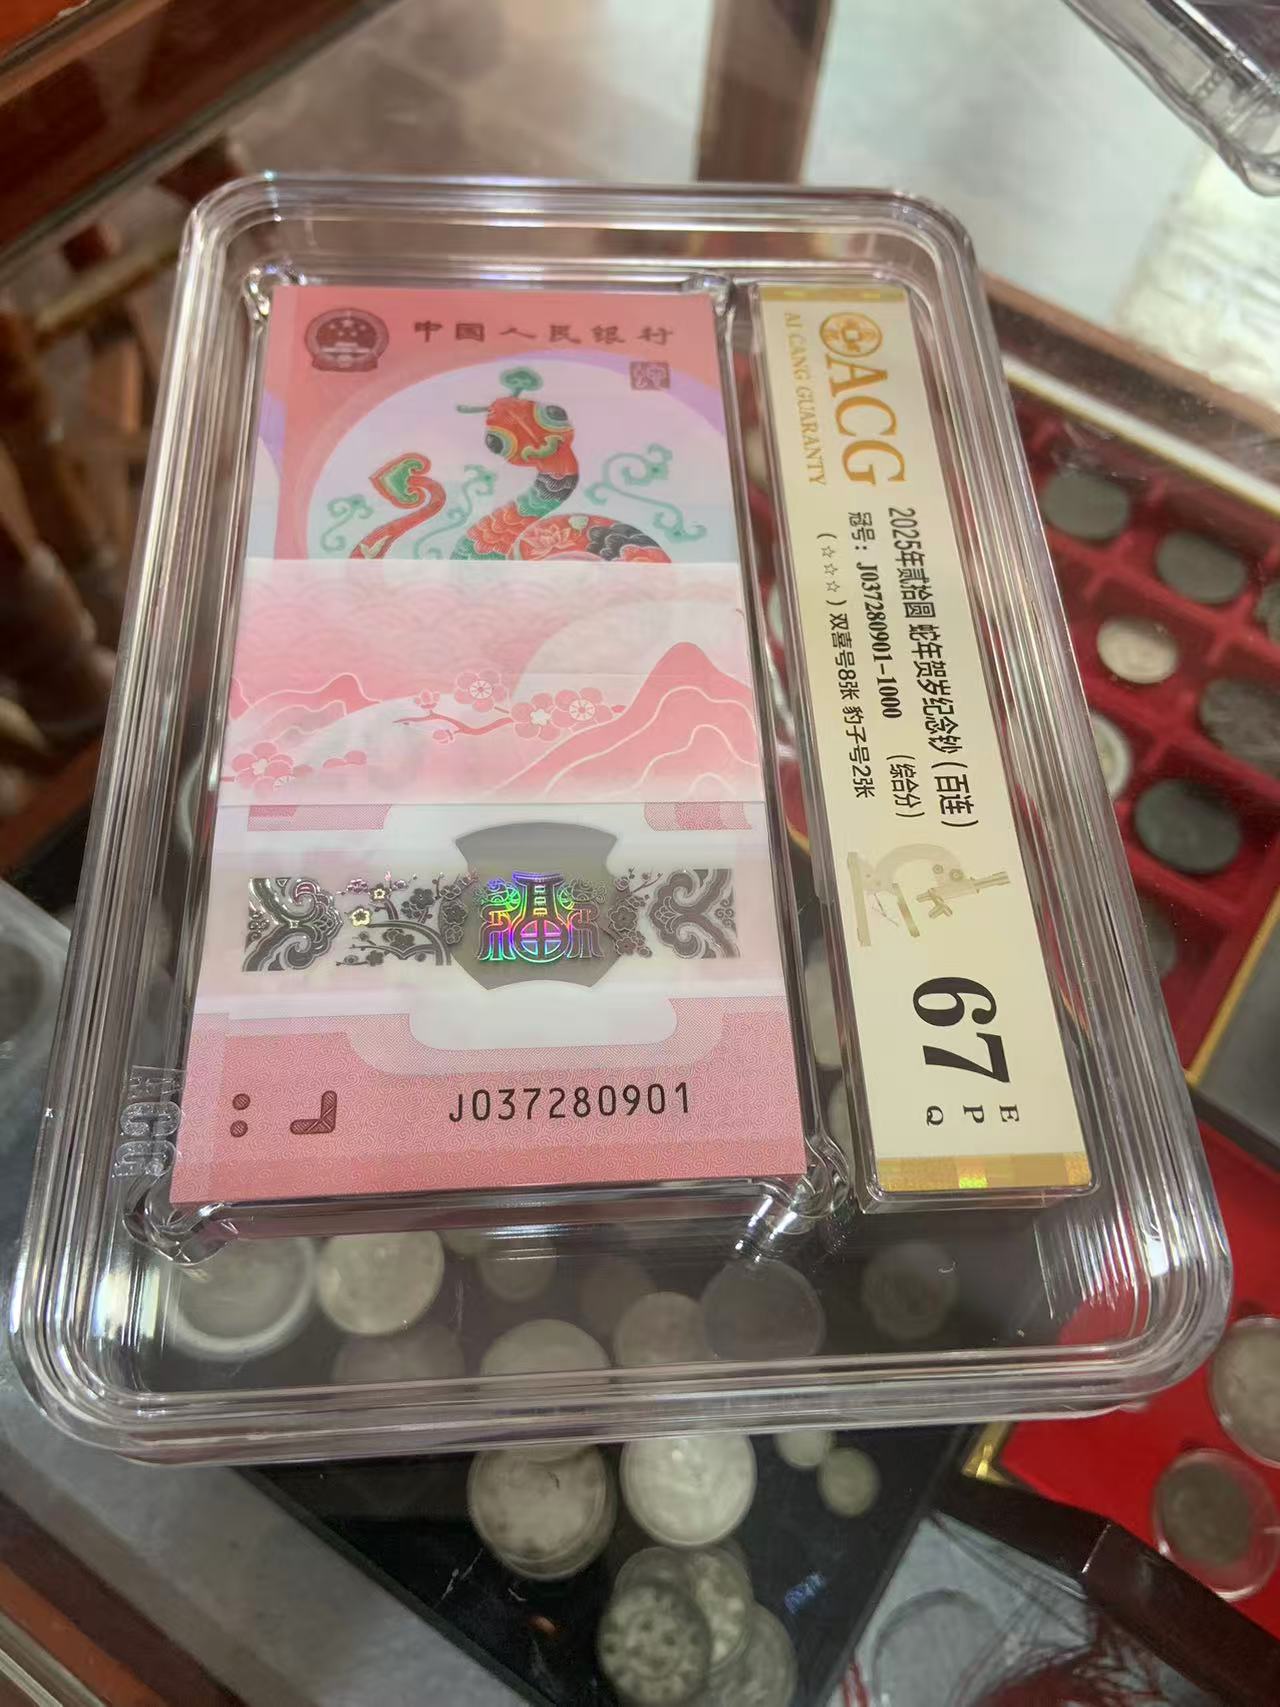 中国人民银行
J037280901
ACG
AI CANG GUARANTY
2025年贰拾圆 蛇年贺岁纪念钞（百连）
冠号：J037280901-1000 （综合分）
（☆☆☆）双喜号8张 豹子号2张
67
E
P
Q
ACG